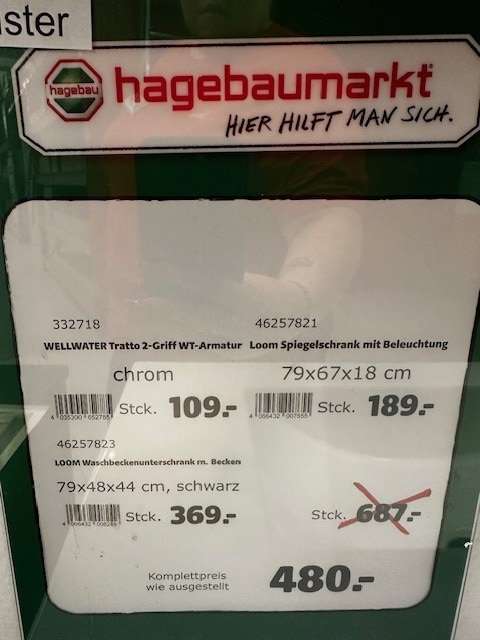 ster
hagebau
hagebaumarkt
HIER HILFT MAN SICH.
332718
WELLWATER Tratto 2-Griff WT-Armatur
chrom
Stck. 109.-
46257821
Loom Spiegelschrank mit Beleuchtung
79x67x18 cm
Stck. 189.-
46257823
LOOM Waschbeckenunterschrank m. Becken
79x48x44 cm, schwarz
Stck. 369.-
Stck. 687.-
Komplettpreis
wie ausgestellt
480.-